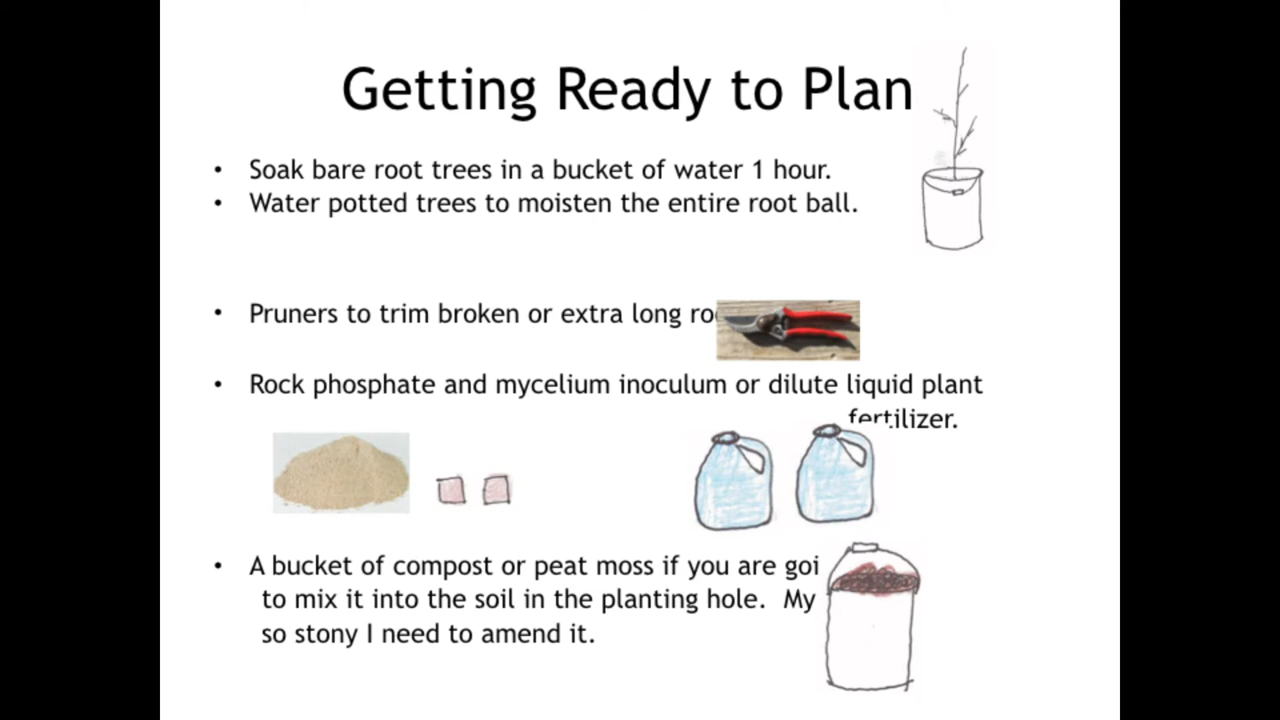 Getting Ready to Plan
• Soak bare root trees in a bucket of water 1 hour.
• Water potted trees to moisten the entire root ball.
• Pruners to trim broken or extra long ro
• Rock phosphate and mycelium inoculum or dilute liquid plant
fertilizer.
• A bucket of compost or peat moss if you are goi
to mix it into the soil in the planting hole. My
so stony I need to amend it.